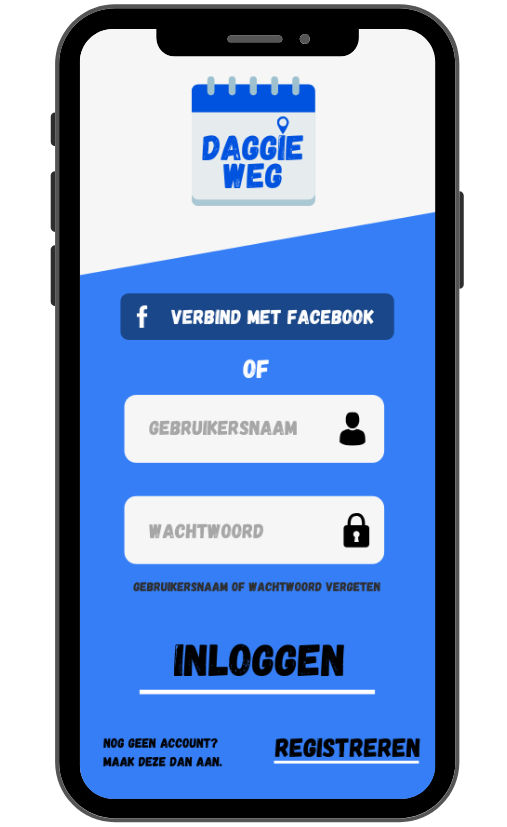 DAGGIE
WEG
f VERBIND MET FACEBOOK
OF
GEBRUIKERSNAAM
WACHTWOORD
GEBRUIKERSNAAM OF WACHTWOORD VERGETEN
INLOGGEN
NOG GEEN ACCOUNT?
MAAK DEZE DAN AAN.
REGISTREREN